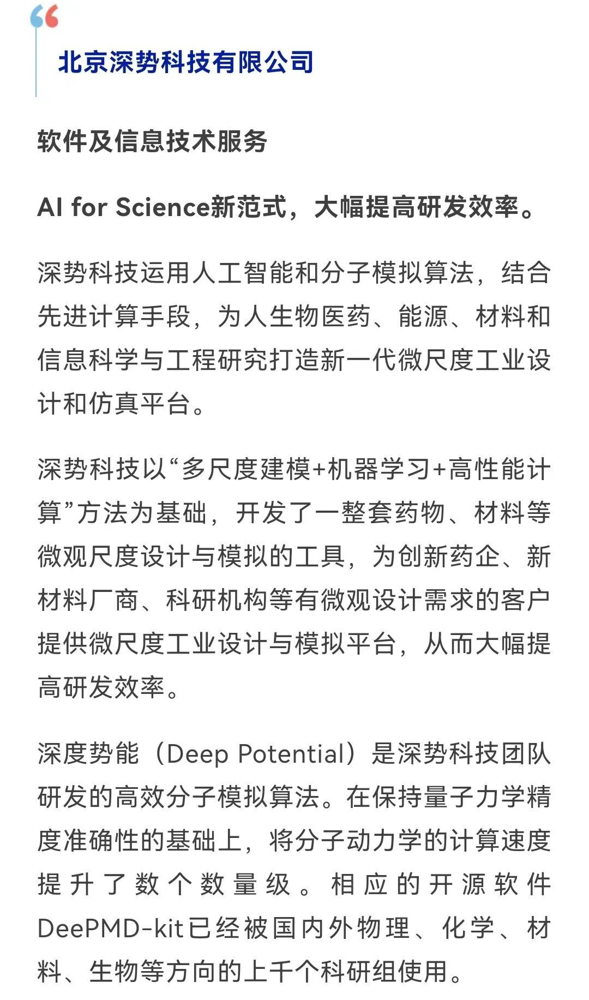 北京深势科技有限公司
软件及信息技术服务
AI for Science新范式，大幅提高研发效率。
深势科技运用人工智能和分子模拟算法，结合
先进计算手段，为人生物医药、能源、材料和
信息科学与工程研究打造新一代微尺度工业设
计和仿真平台。
深势科技以“多尺度建模+机器学习+高性能计
算”方法为基础，开发了一整套药物、材料等
微观尺度设计与模拟的工具，为创新药企、新
材料厂商、科研机构等有微观设计需求的客户
提供微尺度工业设计与模拟平台，从而大幅提
高研发效率。
深度势能（Deep Potential）是深势科技团队
研发的高效分子模拟算法。在保持量子力学精
度准确性的基础上，将分子动力学的计算速度
提升了数个数量级。相应的开源软件
DeePMD-kit已经被国内外物理、化学、材
料、生物等方向的上千个科研组使用。